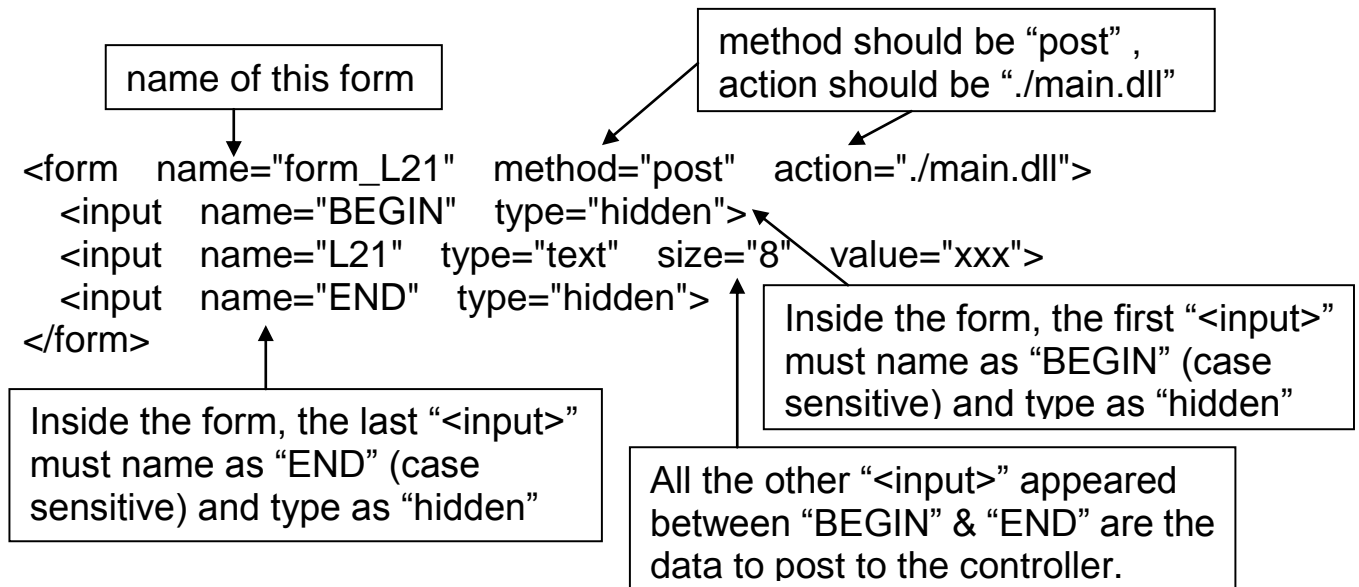 method should be “post” ,
action should be “./main.dll”
name of this form
<form name="form_L21" method="post" action="./main.dll">
<input name="BEGIN" type="hidden">
<input name="L21" type="text" size="8" value="xxx">
<input name="END" type="hidden">
</form>
Inside the form, the first “<input>”
must name as “BEGIN” (case
sensitive) and type as “hidden”
Inside the form, the last “<input>”
must name as “END” (case
sensitive) and type as “hidden”
All the other “<input>” appeared
between “BEGIN” & “END” are the
data to post to the controller.